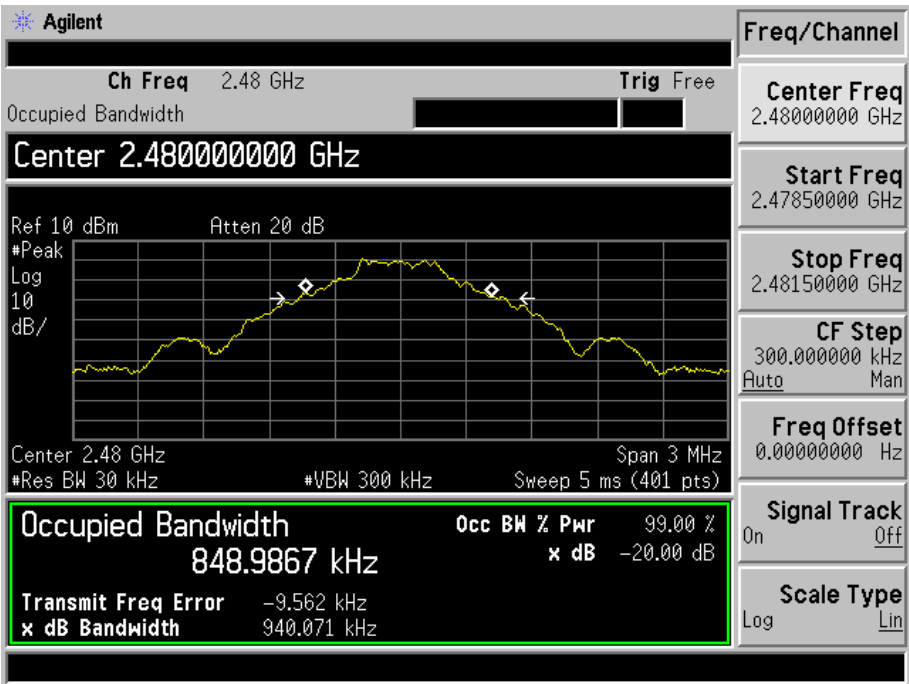 Agilent
Ch Freq 2.48 GHz Trig Free
Occupied Bandwidth
Center 2.480000000 GHz
Ref 10 dBm Atten 20 dB
#Peak
Log
10
dB/
Center 2.48 GHz Span 3 MHz
#Res BW 30 kHz #VBW 300 kHz Sweep 5 ms (401 pts)
Occupied Bandwidth Occ BW % Pwr 99.00 %
848.9867 kHz x dB -20.00 dB
Transmit Freq Error -9.562 kHz
x dB Bandwidth 940.071 kHz
Freq/Channel
Center Freq
2.48000000 GHz
Start Freq
2.47850000 GHz
Stop Freq
2.48150000 GHz
CF Step
300.000000 kHz
Auto Man
Freq Offset
0.00000000 Hz
Signal Track
On Off
Scale Type
Log Lin